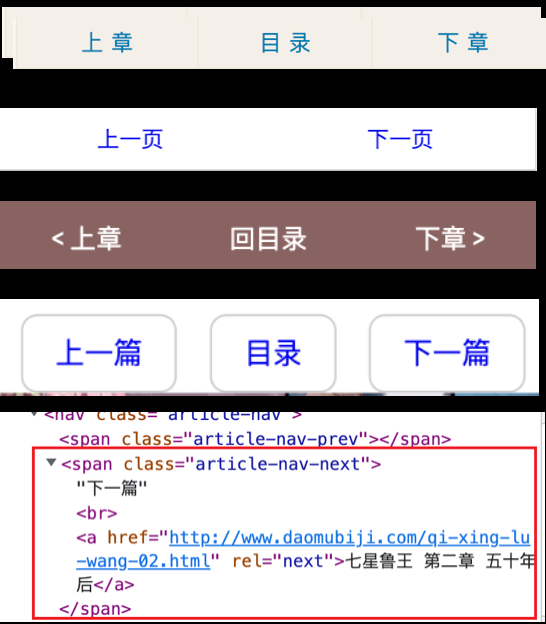 上 章 目 录 下 章
上一页 下一页
< 上章 回目录 下章 >
上一篇 目录 下一篇
<nav class="article-nav">
<span class="article-nav-prev"></span>
<span class="article-nav-next">
"下一篇"
<br>
<a href="http://www.daomubiji.com/qi-xing-lu
-wang-02.html" rel="next">七星鲁王 第二章 五十年
后</a>
</span>